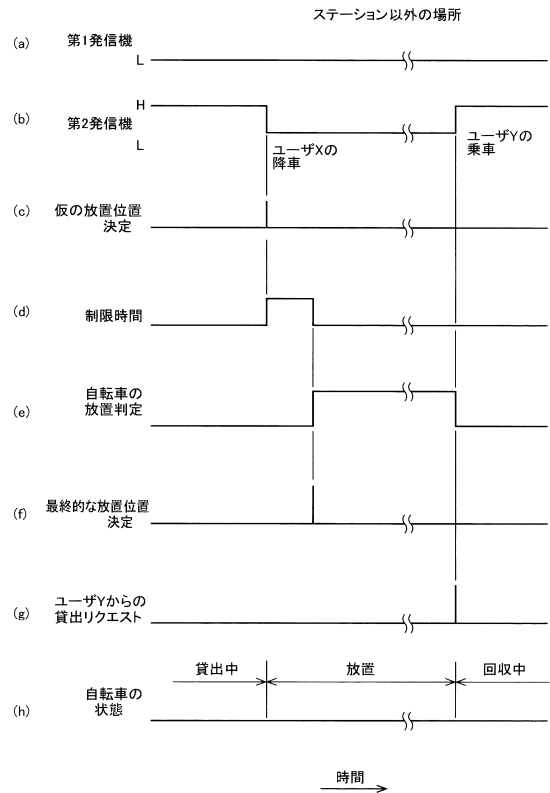 ステーション以外の場所
(a)
第1発信機
L
H
(b)
第2発信機
L
ユーザXの
降車
ユーザYの
乗車
(c)
仮の放置位置
決定
(d)
制限時間
(e)
自転車の
放置判定
(f)
最終的な放置位置
決定
(g)
ユーザYからの
貸出リクエスト
貸出中
放置
回収中
(h)
自転車の
状態
時間